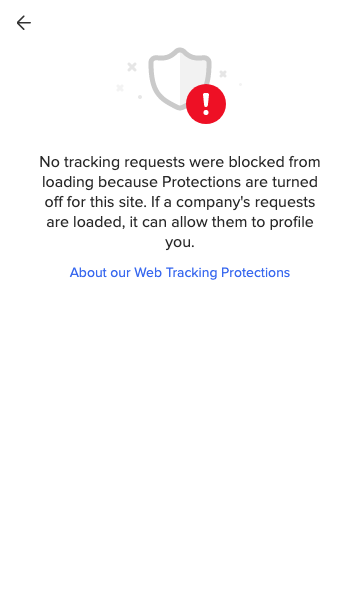 No tracking requests were blocked from
loading because Protections are turned
off for this site. If a company's requests
are loaded, it can allow them to profile
you.
About our Web Tracking Protections